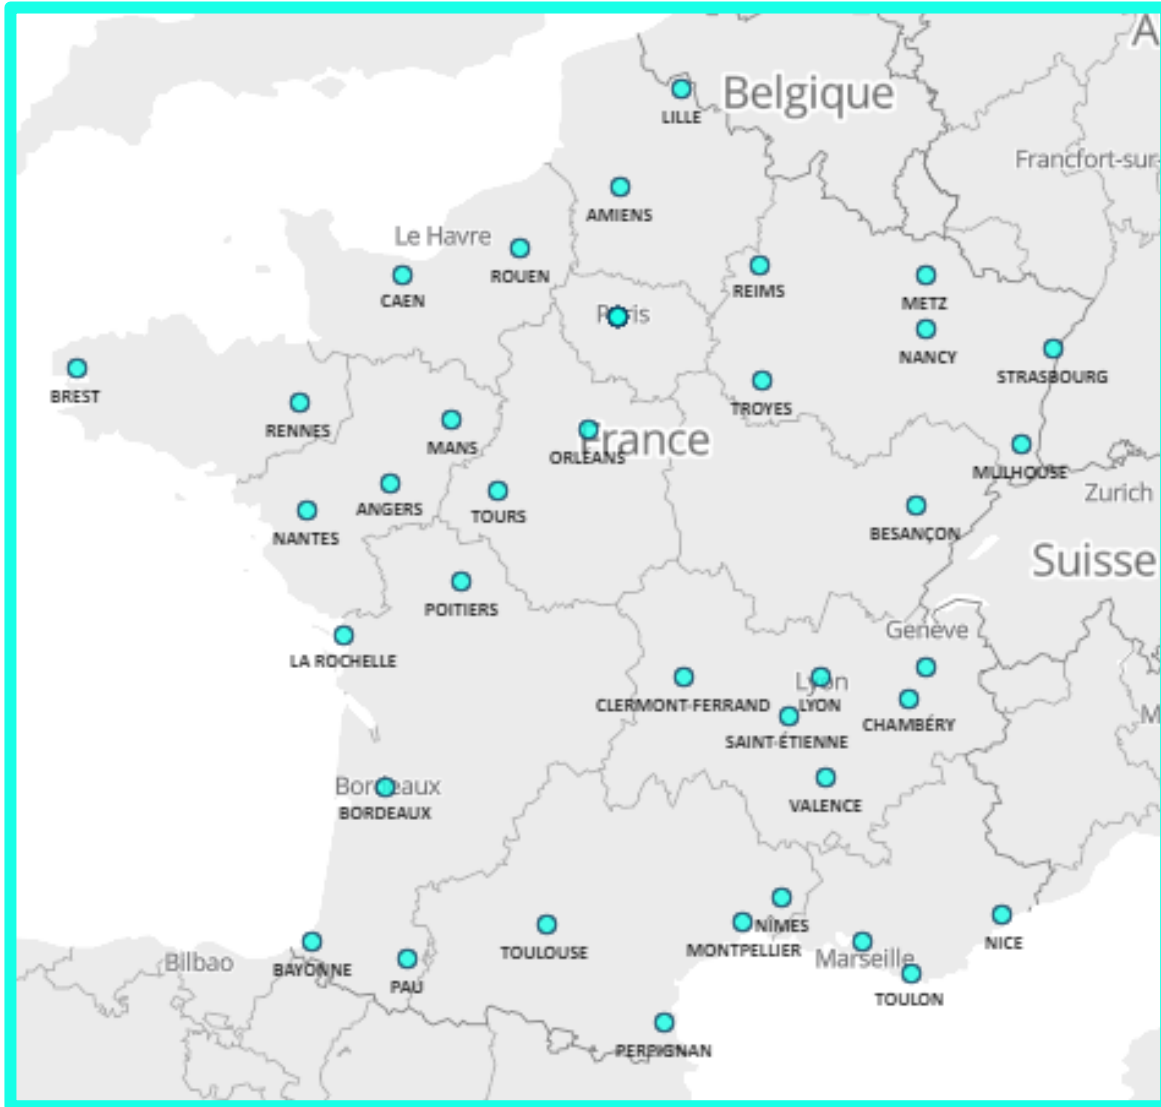 A
Belgique
LILLE
Francfort-sur-
AMIENS
Le Havre
ROUEN
CAEN
REIMS
METZ
Paris
NANCY
STRASBOURG
BREST
RENNES
TROYES
MANS
France
ORLÉANS
MULHOUSE
Zurich
ANGERS
TOURS
NANTES
BESANÇON
Suisse
POITIERS
Genève
LA ROCHELLE
Lyon
CLERMONT-FERRAND
LYON
CHAMBÉRY
M
SAINT-ÉTIENNE
Bordeaux
BORDEAUX
VALENCE
NÎMES
NICE
TOULOUSE
MONTPELLIER
Marseille
Bilbao
BAYONNE
PAU
TOULON
PERPIGNAN